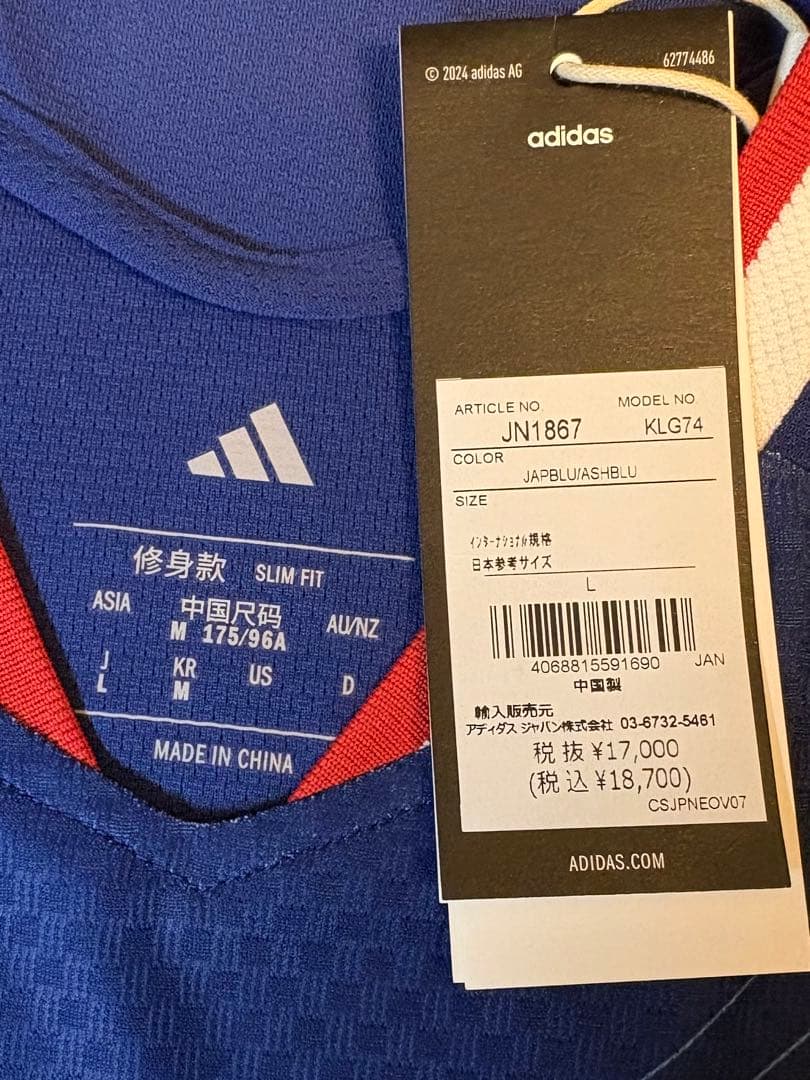 © 2024 adidas AG
62774486
adidas
ARTICLE NO
MODEL NO
JN1867
KLG74
COLOR
JAPBLU/ASHBLU
SIZE
インターナショナル規格
日本参考サイズ
L
4068815591690 JAN
中国製
輸入販売元
アディダス ジャパン株式会社 03-6732-5461
税抜 ¥17,000
(税込 ¥18,700)
CSJPNEOV07
ADIDAS.COM
修身款 SLIM FIT
ASIA 中国尺码 AU/NZ
M 175/96A
J KR US D
L M
MADE IN CHINA